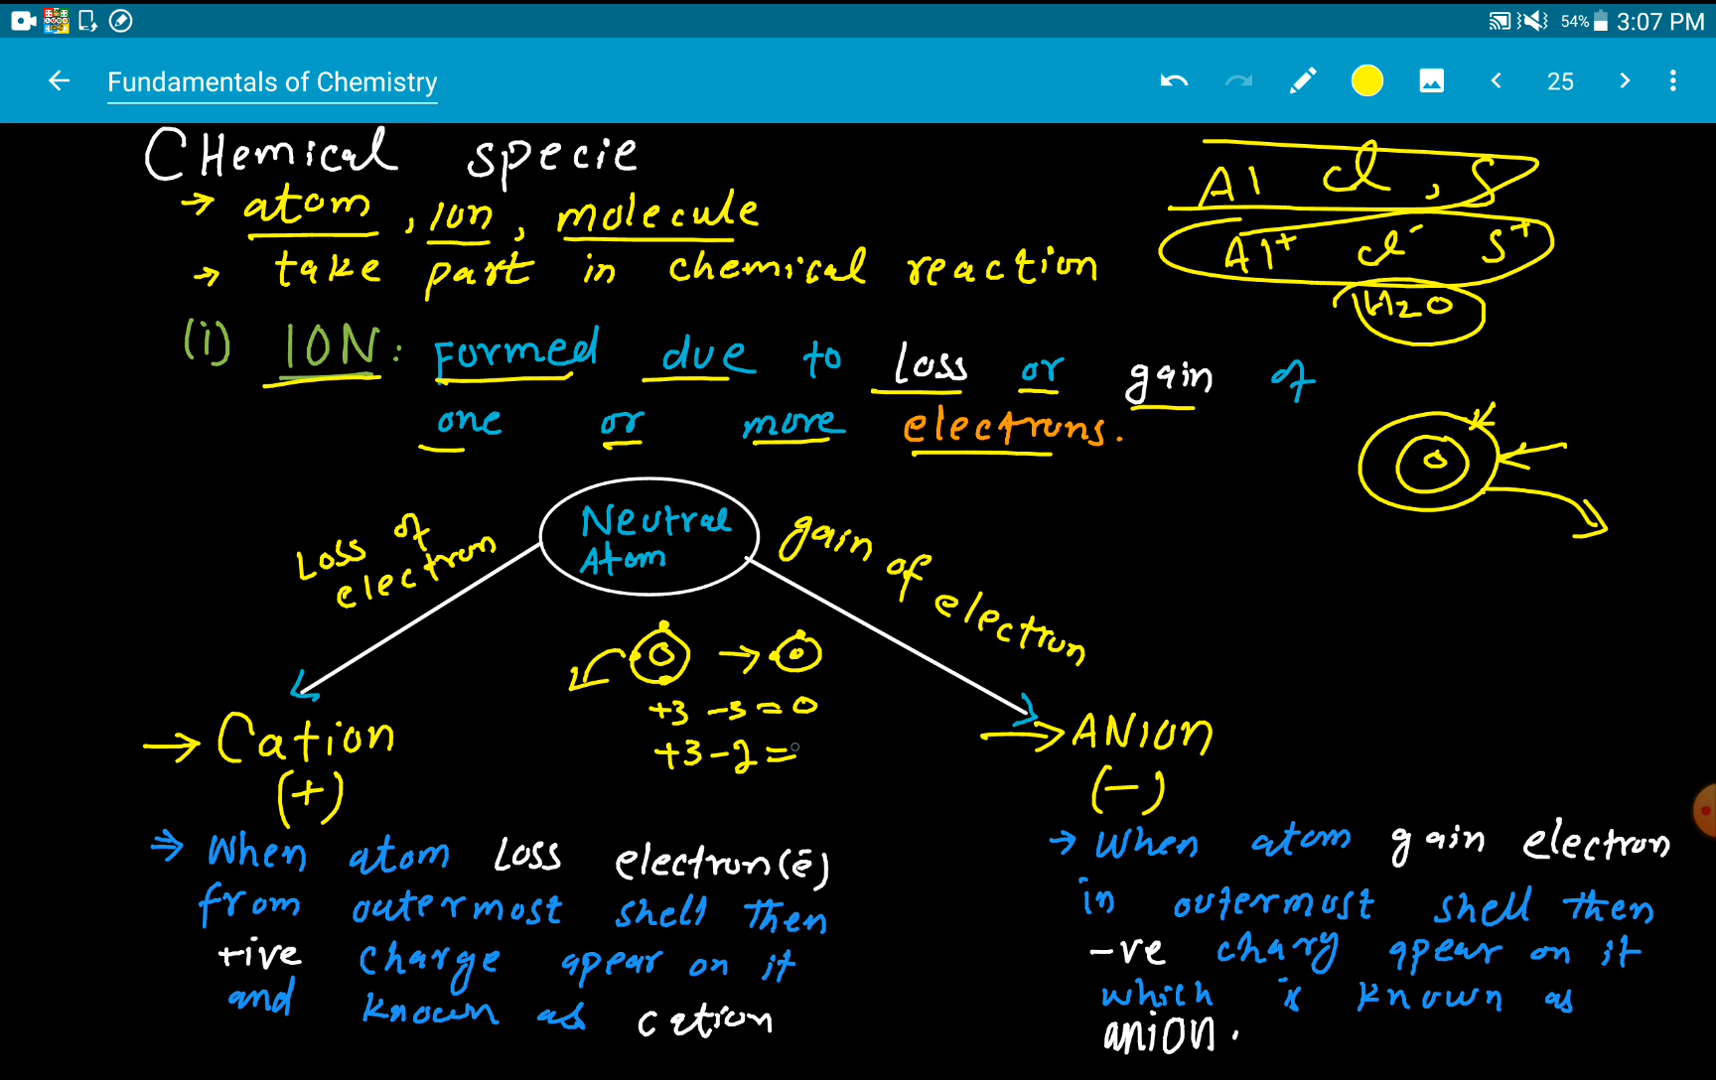 54% 3:07 PM
Fundamentals of Chemistry 25
CHemical specie
→ atom, Ion, molecule
→ take part in chemical reaction
Al Cl, S
Al+ Cl- S+
H2O
(i) ION: Formed due to loss or gain of
one or more electrons.
Neutral
Atom
Loss of
electron
gain of electron
+3 -3 = 0
+3 -2 =
→ Cation
(+)
→ ANION
(-)
⇒ When atom Loss electron(ē)
from outermost shell then
+ive charge apear on it
and known as cation
→ When atom gain electron
in outermost shell then
-ve charg apear on it
which is known as
anion.